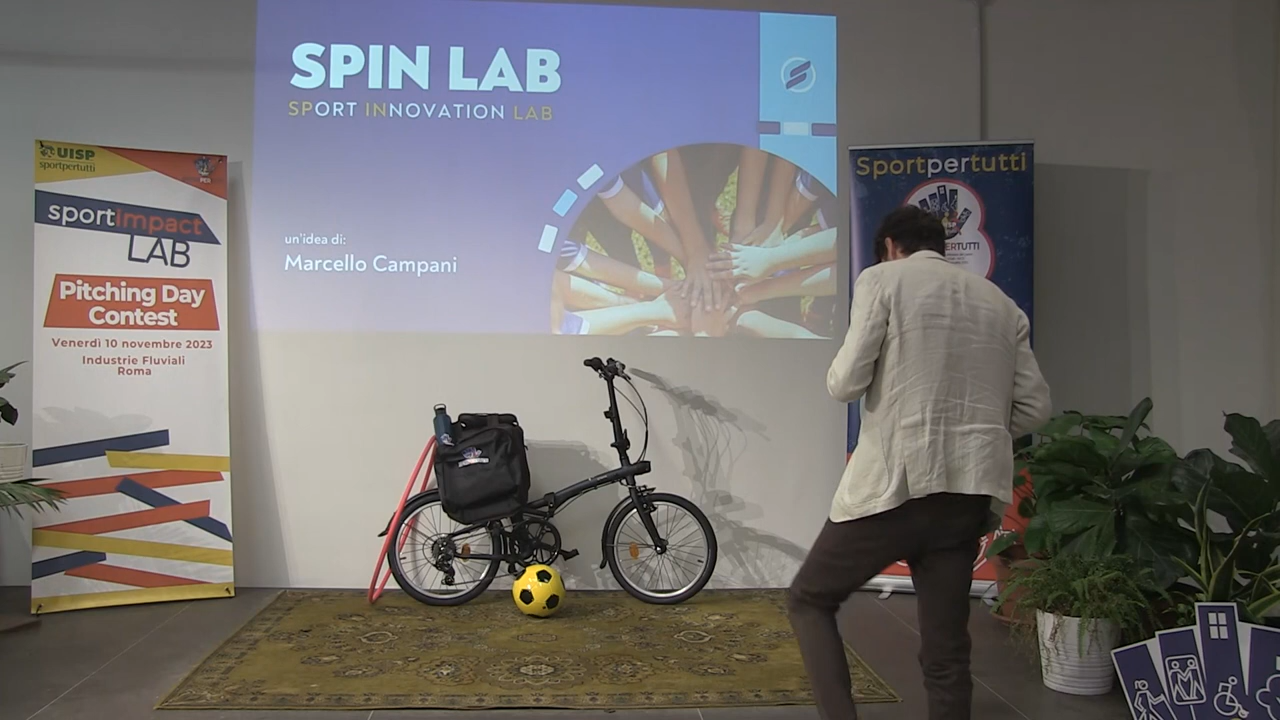 UISP
sportpertutti
sportimpact
LAB
Pitching Day
Contest
Venerdì 10 novembre 2023
Industrie Fluviali
Roma
SPIN LAB
SPORT INNOVATION LAB
un'idea di:
Marcello Campani
Sportpertutti
ERTUTTI